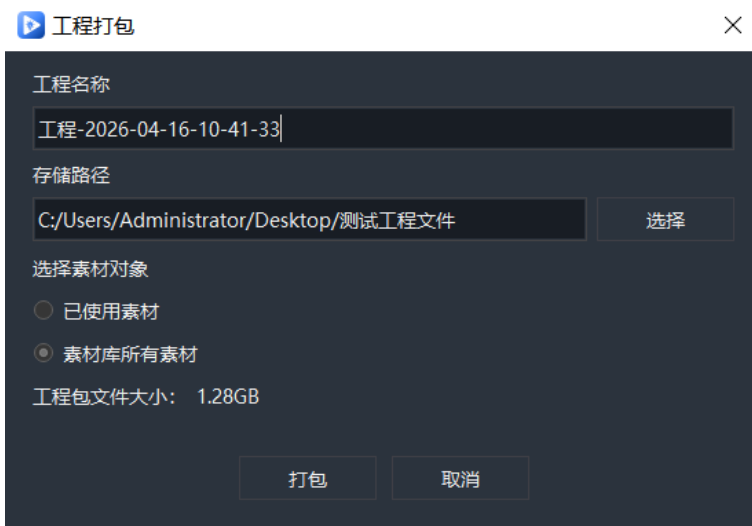 工程打包
工程名称
工程-2026-04-16-10-41-33
存储路径
C:/Users/Administrator/Desktop/测试工程文件 选择
选择素材对象
已使用素材
素材库所有素材
工程包文件大小： 1.28GB
打包 取消